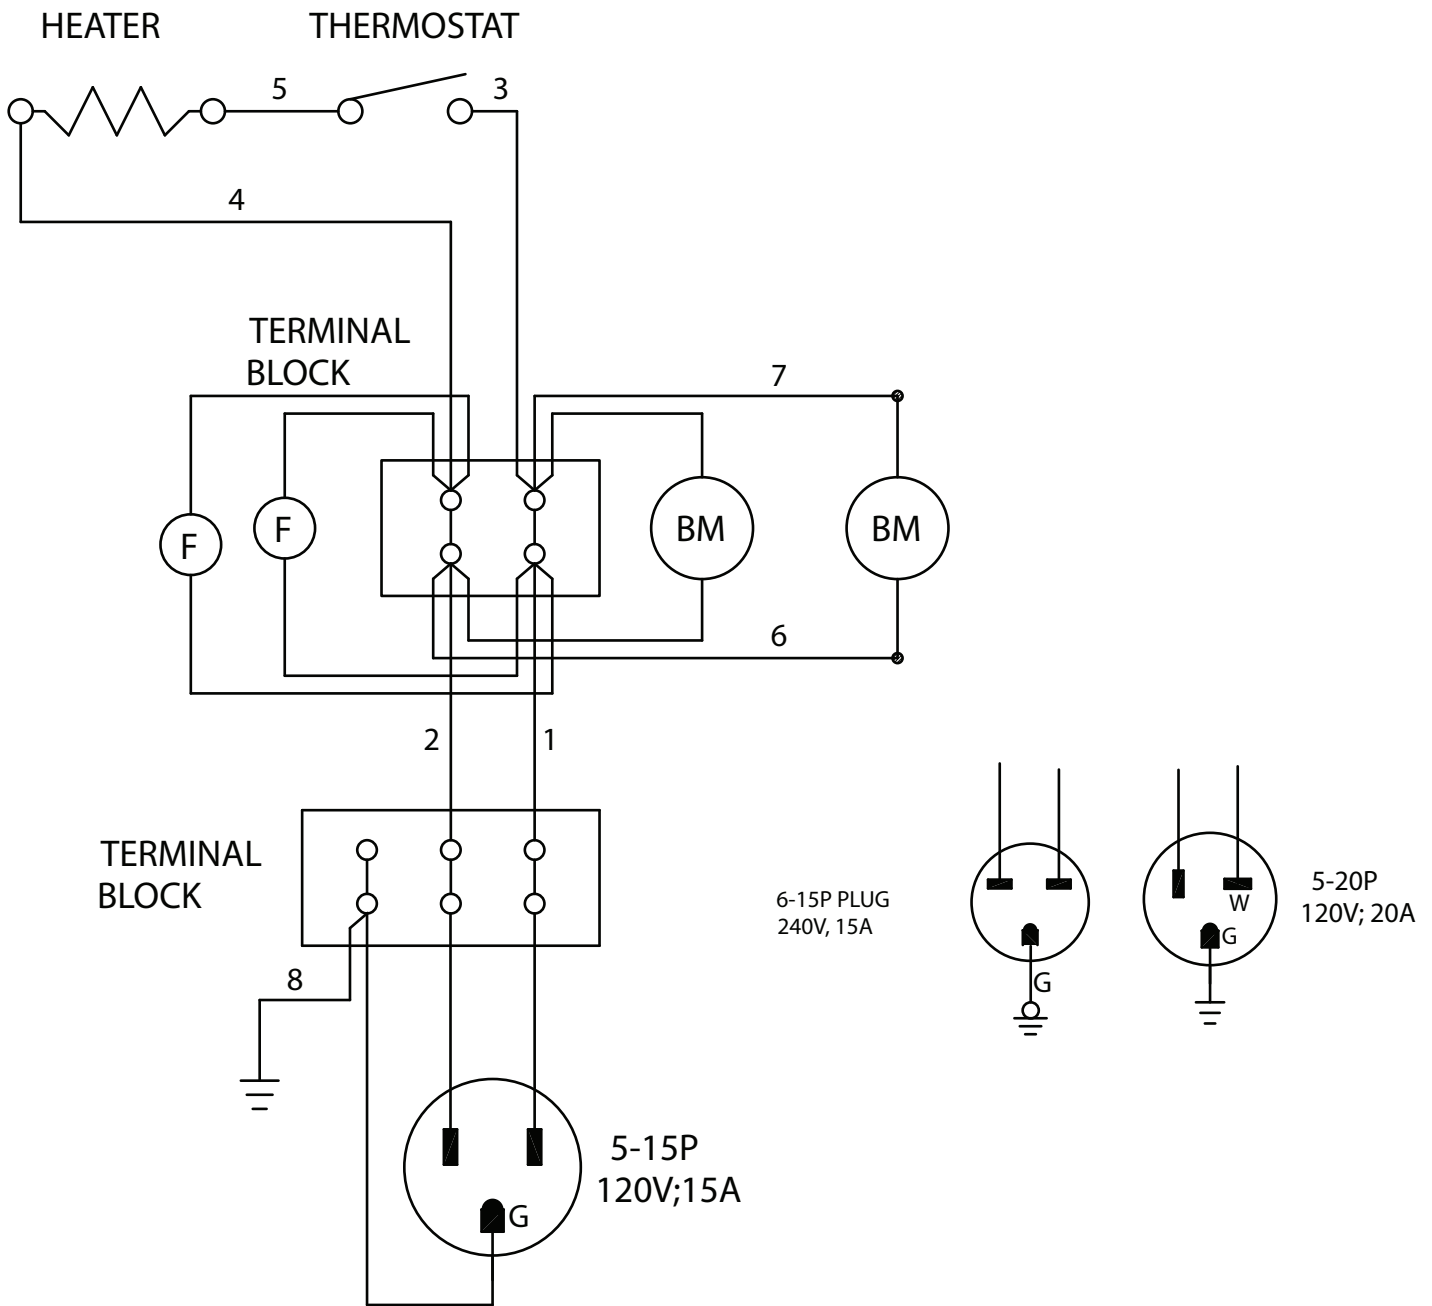 HEATER
THERMOSTAT
5
3
4
TERMINAL
BLOCK
7
F
F
BM
BM
6
2
1
TERMINAL
BLOCK
8
5-15P
120V;15A
G
6-15P PLUG
240V, 15A
G
W
G
5-20P
120V; 20A